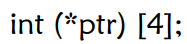 int (*ptr) [4];